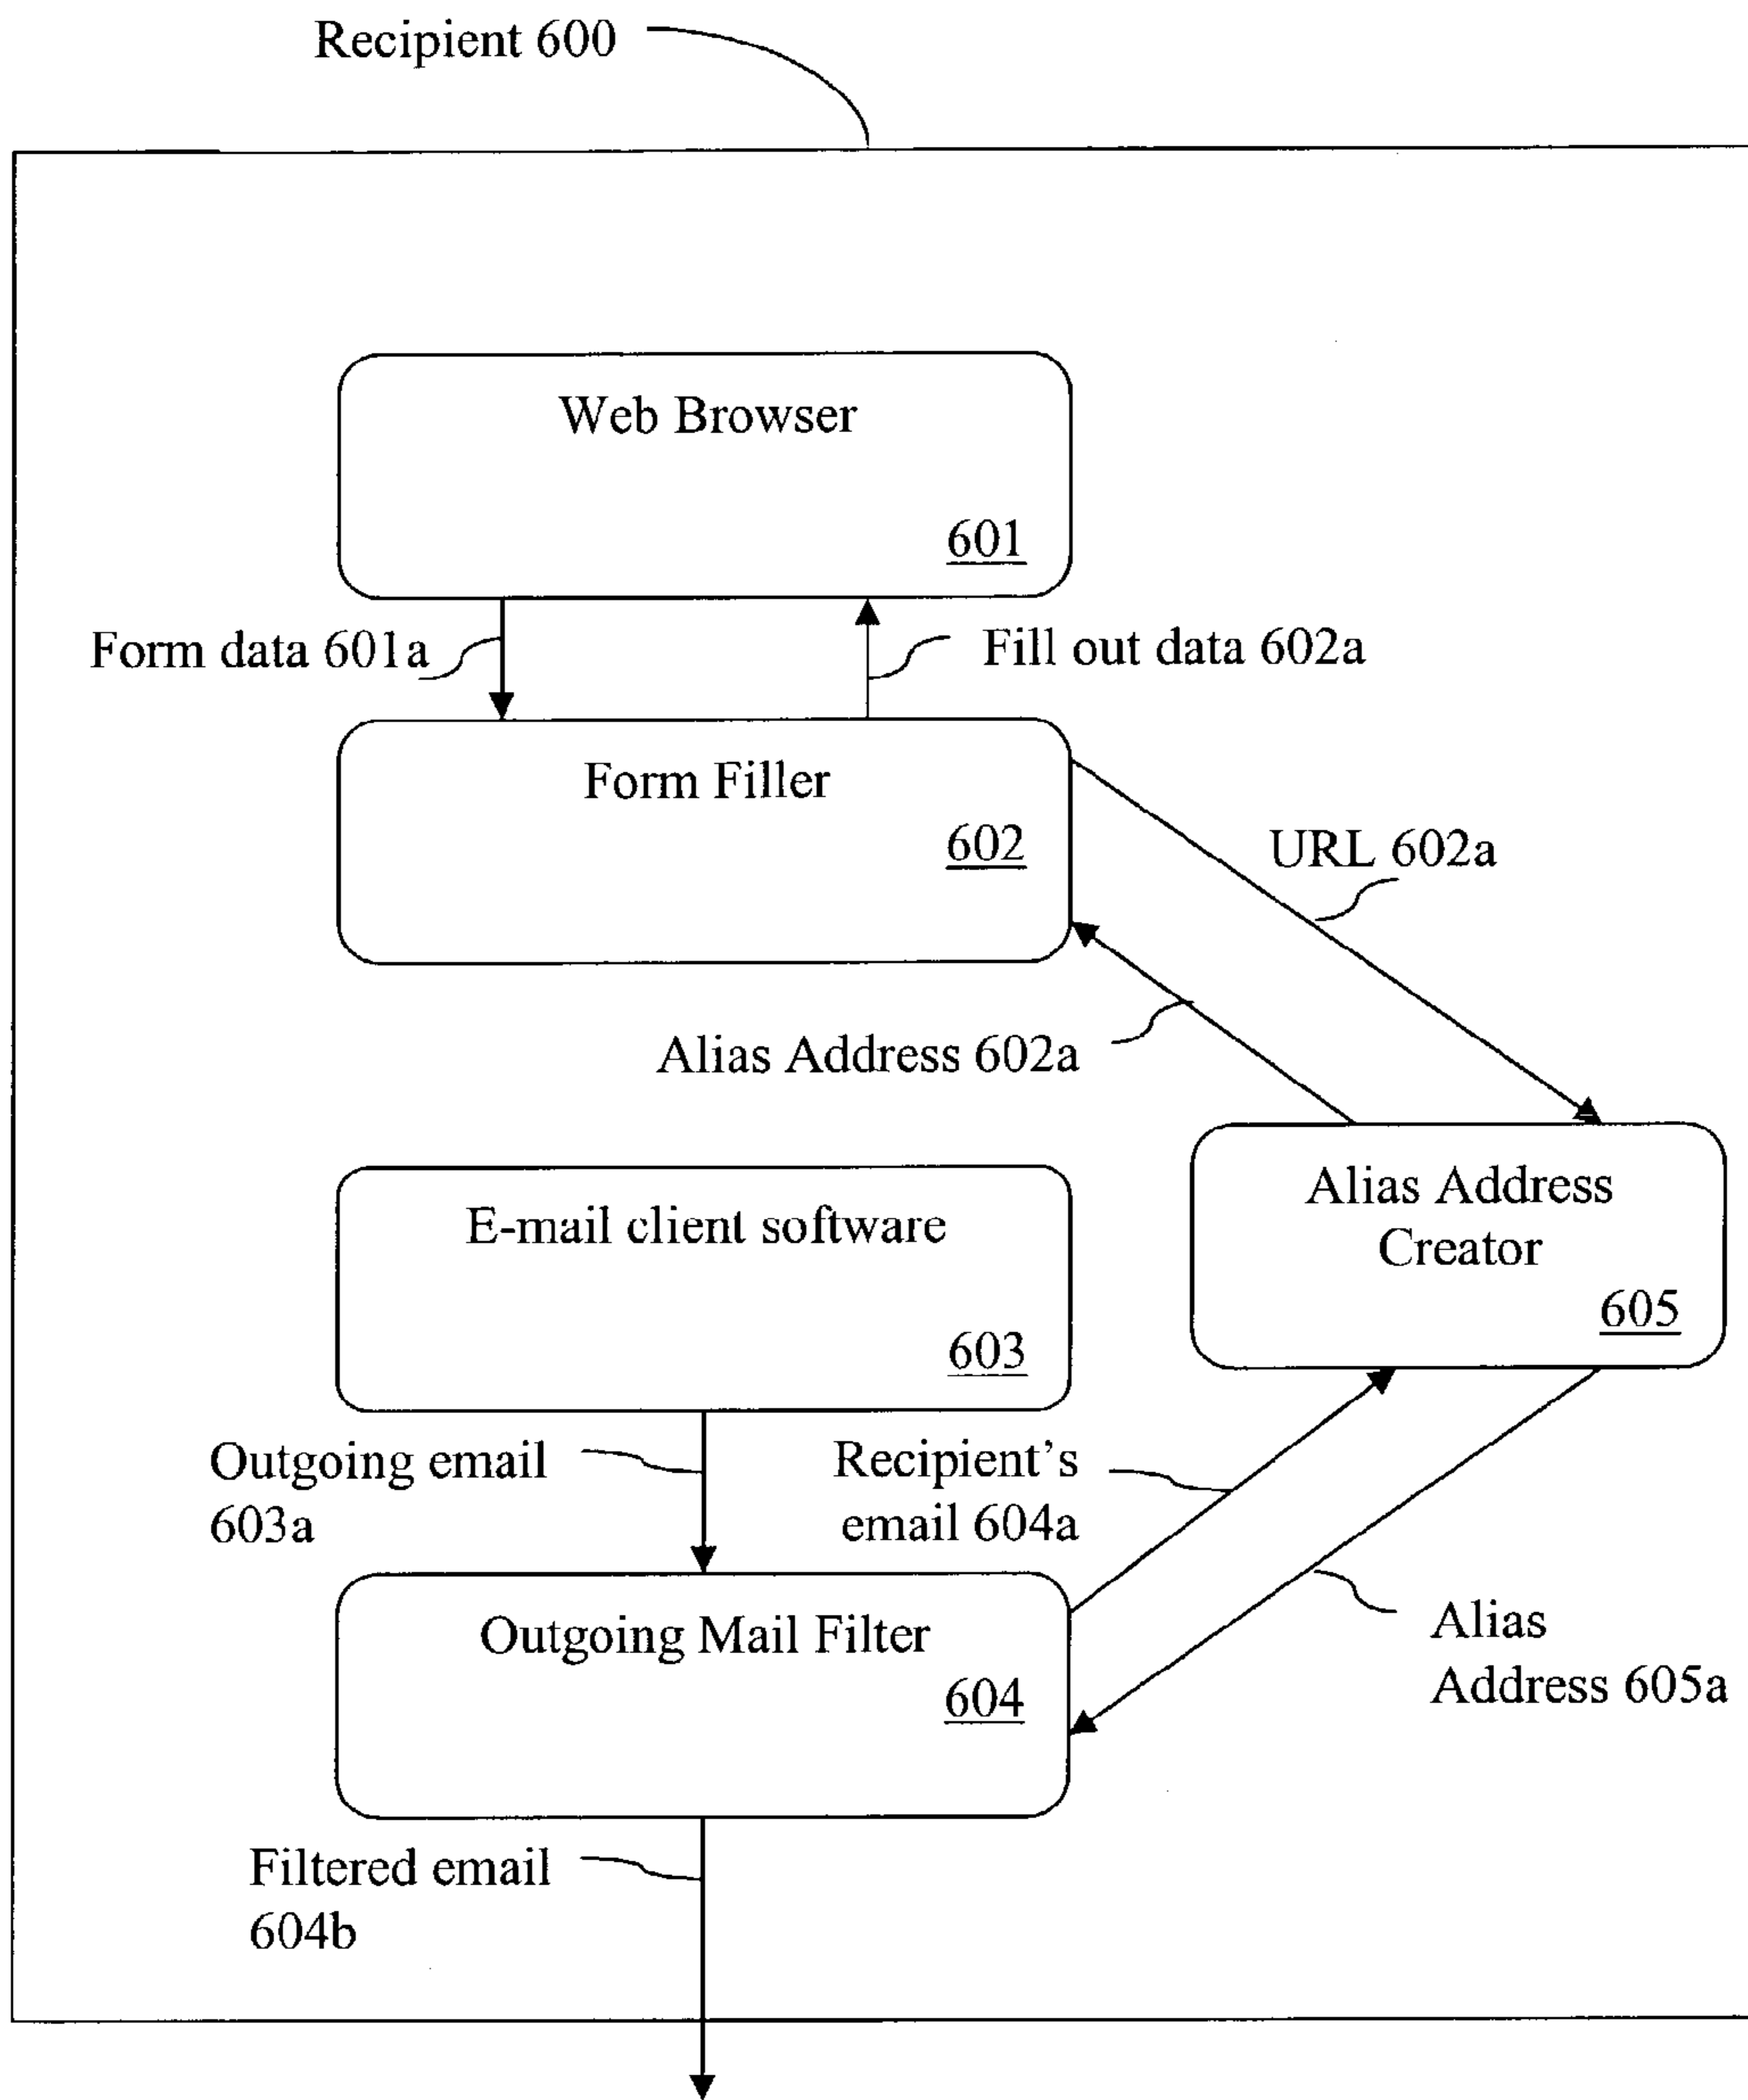 Recipient 600
Web Browser
601
Form data 601a
Fill out data 602a
Form Filler
602
URL 602a
Alias Address 602a
Alias Address
Creator
605
E-mail client software
603
Outgoing email
603a
Recipient's
email 604a
Outgoing Mail Filter
604
Alias
Address 605a
Filtered email
604b